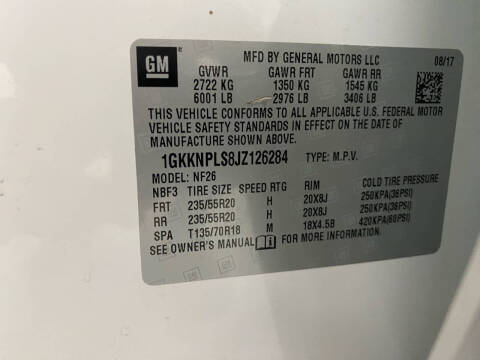 GM
MFD BY GENERAL MOTORS LLC 08/17
GVWR GAWR FRT GAWR RR
2722 KG 1350 KG 1545 KG
6001 LB 2976 LB 3406 LB
THIS VEHICLE CONFORMS TO ALL APPLICABLE U.S. FEDERAL MOTOR
VEHICLE SAFETY STANDARDS IN EFFECT ON THE DATE OF
MANUFACTURE SHOWN ABOVE.
1GKKNPLS8JZ126284 TYPE: M.P.V.
MODEL: NF26
NBF3 TIRE SIZE SPEED RTG RIM COLD TIRE PRESSURE
FRT 235/55R20 H 20X8J 250KPA(36PSI)
RR 235/55R20 H 20X8J 250KPA(36PSI)
SPA T135/70R18 M 18X4.5B 420KPA(60PSI)
SEE OWNER'S MANUAL FOR MORE INFORMATION.